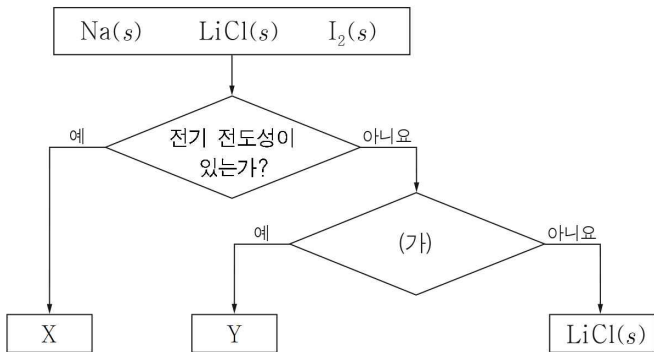 Na(s) LiCl(s) I₂(s)
전기 전도성이
있는가?
예
아니요
(가)
예
아니요
X
Y
LiCl(s)